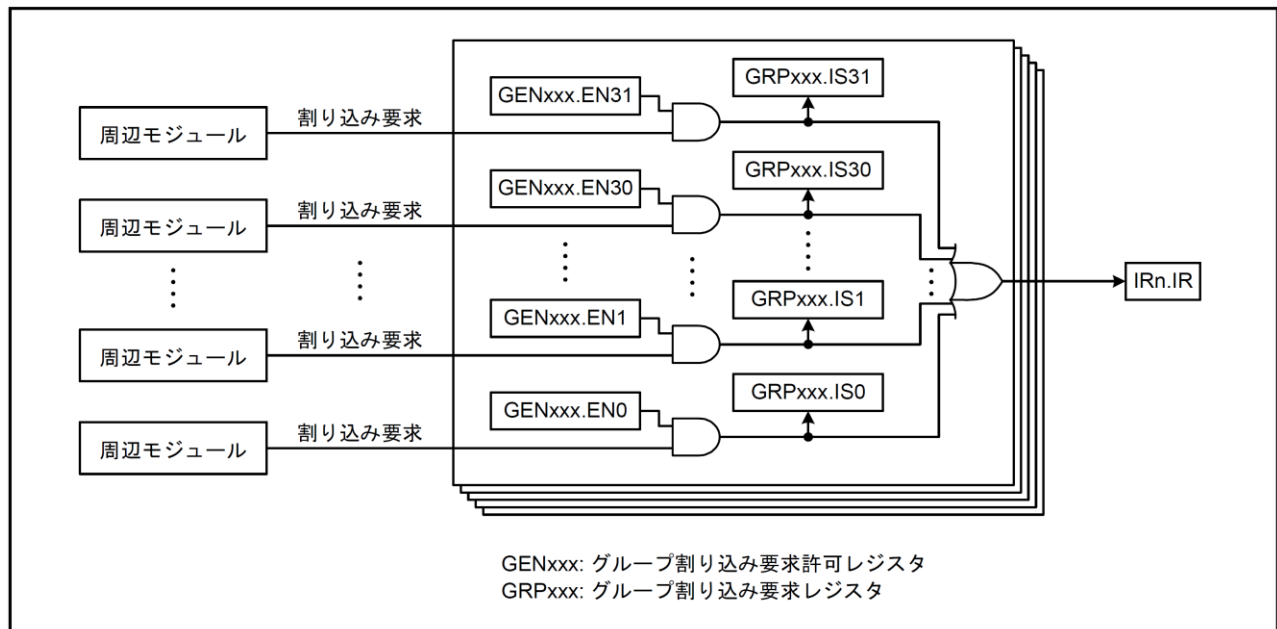 GRPxxx.IS31
GENxxx.EN31
周辺モジュール
割り込み要求
GRPxxx.IS30
GENxxx.EN30
周辺モジュール
割り込み要求
GRPxxx.IS1
GENxxx.EN1
周辺モジュール
割り込み要求
IRn.IR
GRPxxx.IS0
GENxxx.EN0
周辺モジュール
割り込み要求
GENxxx: グループ割り込み要求許可レジスタ
GRPxxx: グループ割り込み要求レジスタ